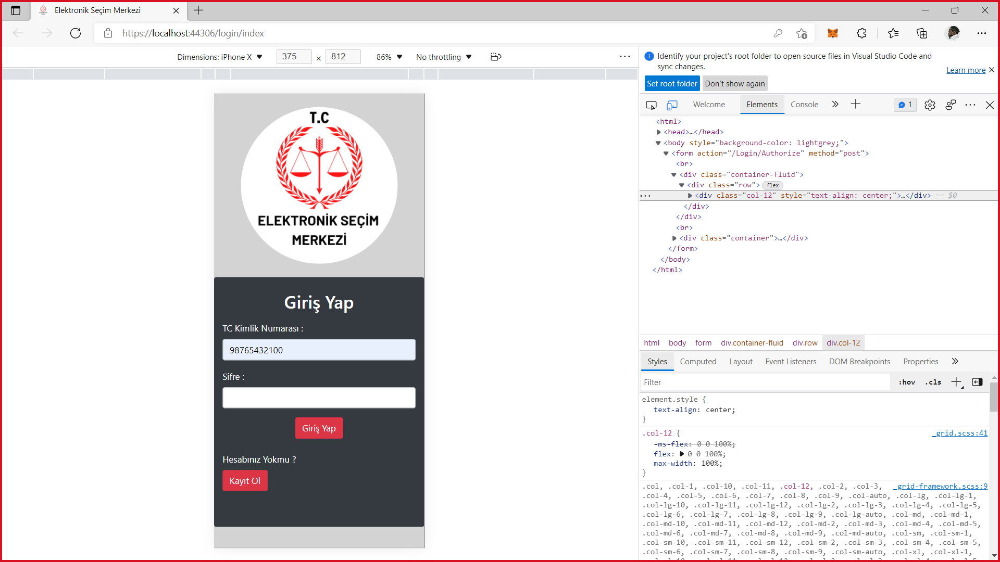 Elektronik Seçim Merkezi
https://localhost:44306/login/index
Dimensions: iPhone X 375 × 812 86% No throttling
T.C
ELEKTRONİK SEÇİM
MERKEZİ
Giriş Yap
TC Kimlik Numarası :
98765432100
Sifre :
Giriş Yap
Hesabınız Yokmu ?
Kayıt Ol
Identify your project's root folder to open source files in Visual Studio Code and
sync changes.
Learn more
Set root folder Don't show again
Welcome Elements Console 1
<html>
<head>…</head>
<body style="background-color: lightgrey;">
<form action="/Login/Authorize" method="post">
<br>
<div class="container-fluid">
<div class="row"> flex
<div class="col-12" style="text-align: center;">…</div> == $0
</div>
</div>
<br>
<div class="container">…</div>
</form>
</body>
</html>
html body form div.container-fluid div.row div.col-12
Styles Computed Layout Event Listeners DOM Breakpoints Properties
Filter :hov .cls
element.style {
text-align: center;
}
.col-12 { _grid.scss:41
-ms-flex: 0 0 100%;
flex: 0 0 100%;
max-width: 100%;
}
.col, .col-1, .col-10, .col-11, .col-12, .col-2, .col-3, _grid-framework.scss:9
.col-4, .col-5, .col-6, .col-7, .col-8, .col-9, .col-auto, .col-lg, .col-lg-1,
.col-lg-10, .col-lg-11, .col-lg-12, .col-lg-2, .col-lg-3, .col-lg-4, .col-lg-5,
.col-lg-6, .col-lg-7, .col-lg-8, .col-lg-9, .col-lg-auto, .col-md, .col-md-1,
.col-md-10, .col-md-11, .col-md-12, .col-md-2, .col-md-3, .col-md-4, .col-md-5,
.col-md-6, .col-md-7, .col-md-8, .col-md-9, .col-md-auto, .col-sm, .col-sm-1,
.col-sm-10, .col-sm-11, .col-sm-12, .col-sm-2, .col-sm-3, .col-sm-4, .col-sm-5,
.col-sm-6, .col-sm-7, .col-sm-8, .col-sm-9, .col-sm-auto, .col-xl, .col-xl-1,